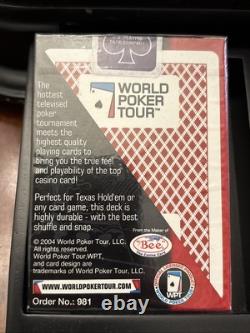 WORLD
POKER
TOUR™
The
hottest
televised
poker
tournament
meets the
highest quality
playing cards to
bring you the true feel
and playability of the top
casino card!
Perfect for Texas Hold'em or
any card game, this deck is
highly durable - with the best
shuffle and snap.
From the Maker of
Bee
© 2004 World Poker Tour, LLC.
All rights reserved.
World Poker Tour, WPT,
and card design are
trademarks of World Poker Tour, LLC.
WPT
WWW.WORLDPOKERTOUR.COM
Order No.: 981